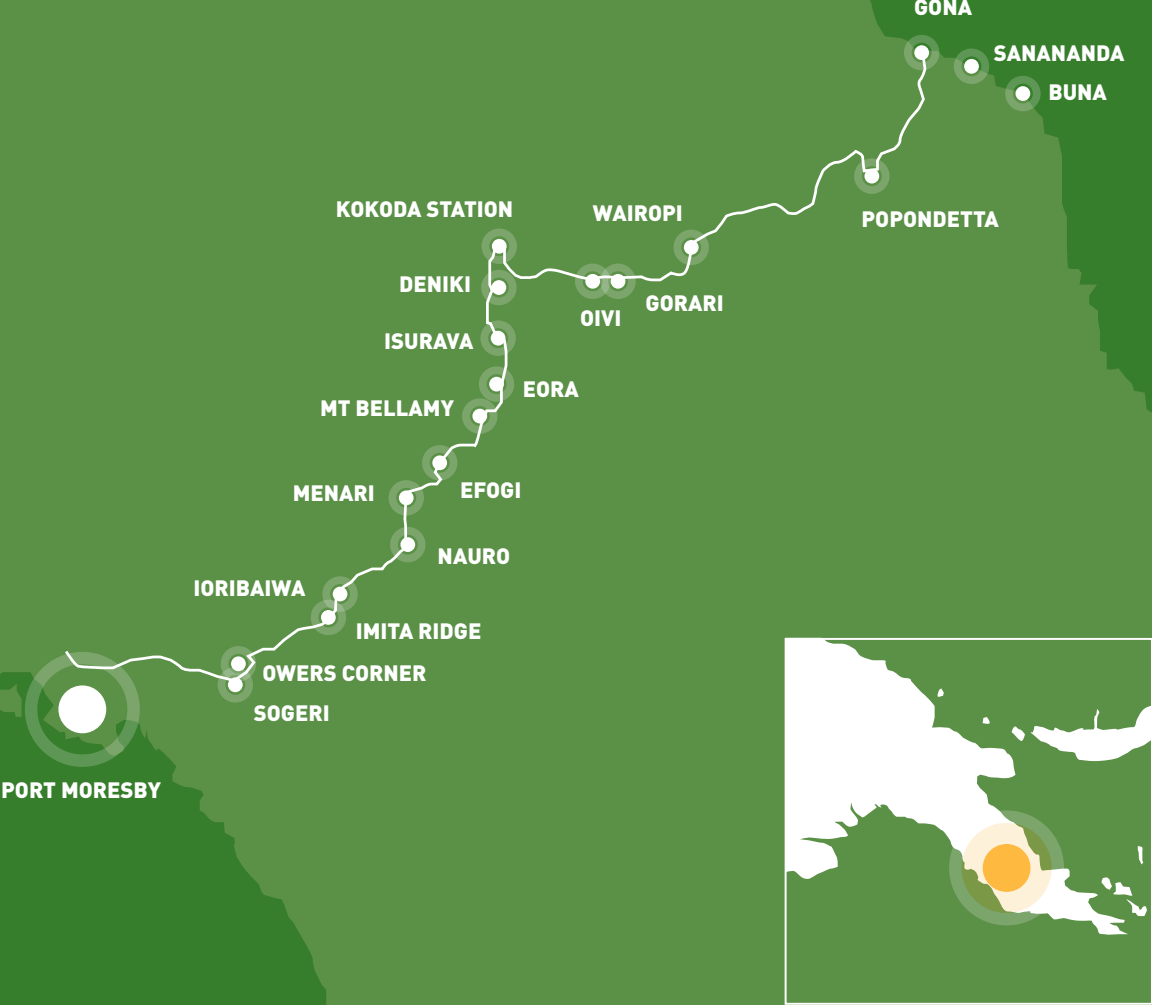 GONA
SANANANDA
BUNA
KOKODA STATION
WAIROPI
POPONDETTA
DENIKI
GORARI
OIVI
ISURAVA
EORA
MT BELLAMY
EFOGI
MENARI
NAURO
IORIBAIWA
IMITA RIDGE
OWERS CORNER
SOGERI
PORT MORESBY